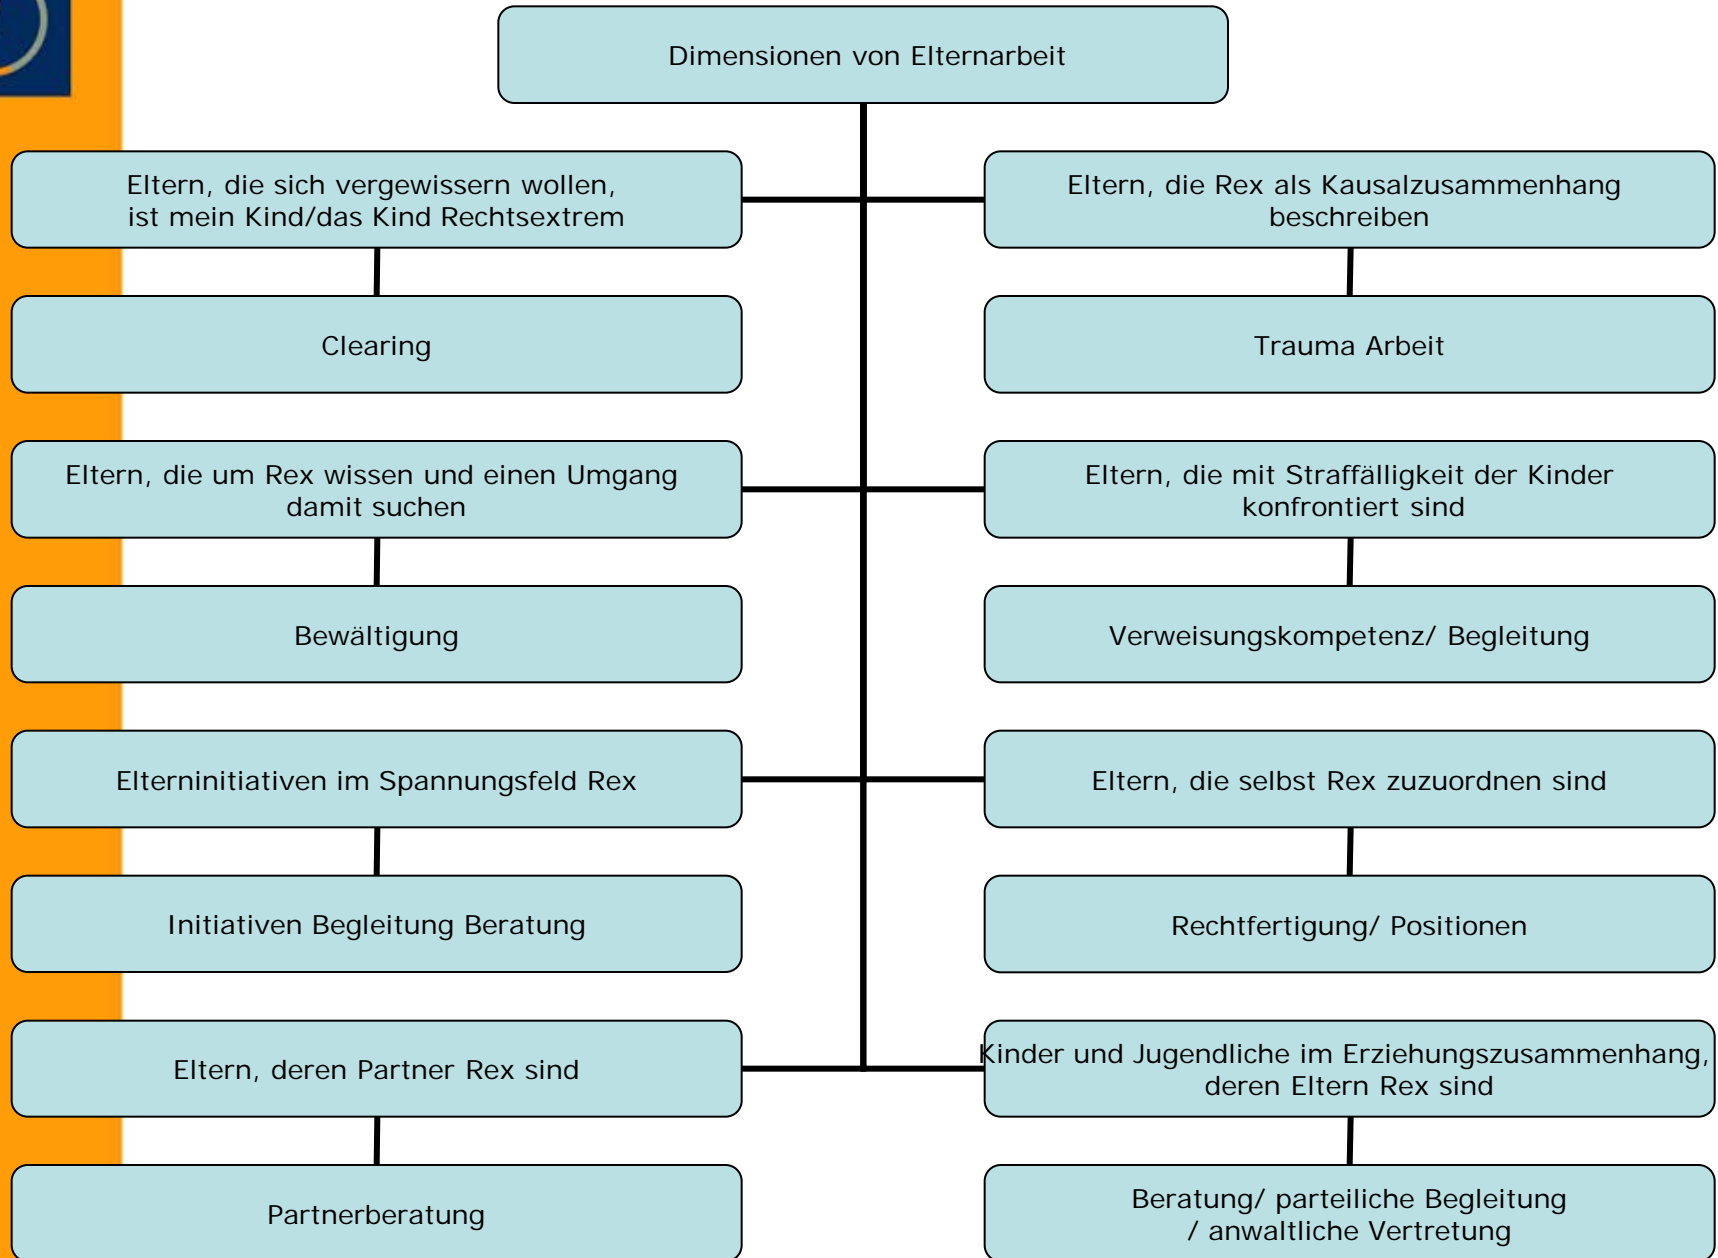 Dimensionen von Elternarbeit
Eltern, die sich vergewissern wollen,
ist mein Kind/das Kind Rechtsextrem
Eltern, die Rex als Kausalzusammenhang
beschreiben
Clearing
Trauma Arbeit
Eltern, die um Rex wissen und einen Umgang
damit suchen
Eltern, die mit Straffälligkeit der Kinder
konfrontiert sind
Bewältigung
Verweisungskompetenz/ Begleitung
Elterninitiativen im Spannungsfeld Rex
Eltern, die selbst Rex zuzuordnen sind
Initiativen Begleitung Beratung
Rechtfertigung/ Positionen
Eltern, deren Partner Rex sind
Kinder und Jugendliche im Erziehungszusammenhang,
deren Eltern Rex sind
Partnerberatung
Beratung/ parteiliche Begleitung
/ anwaltliche Vertretung